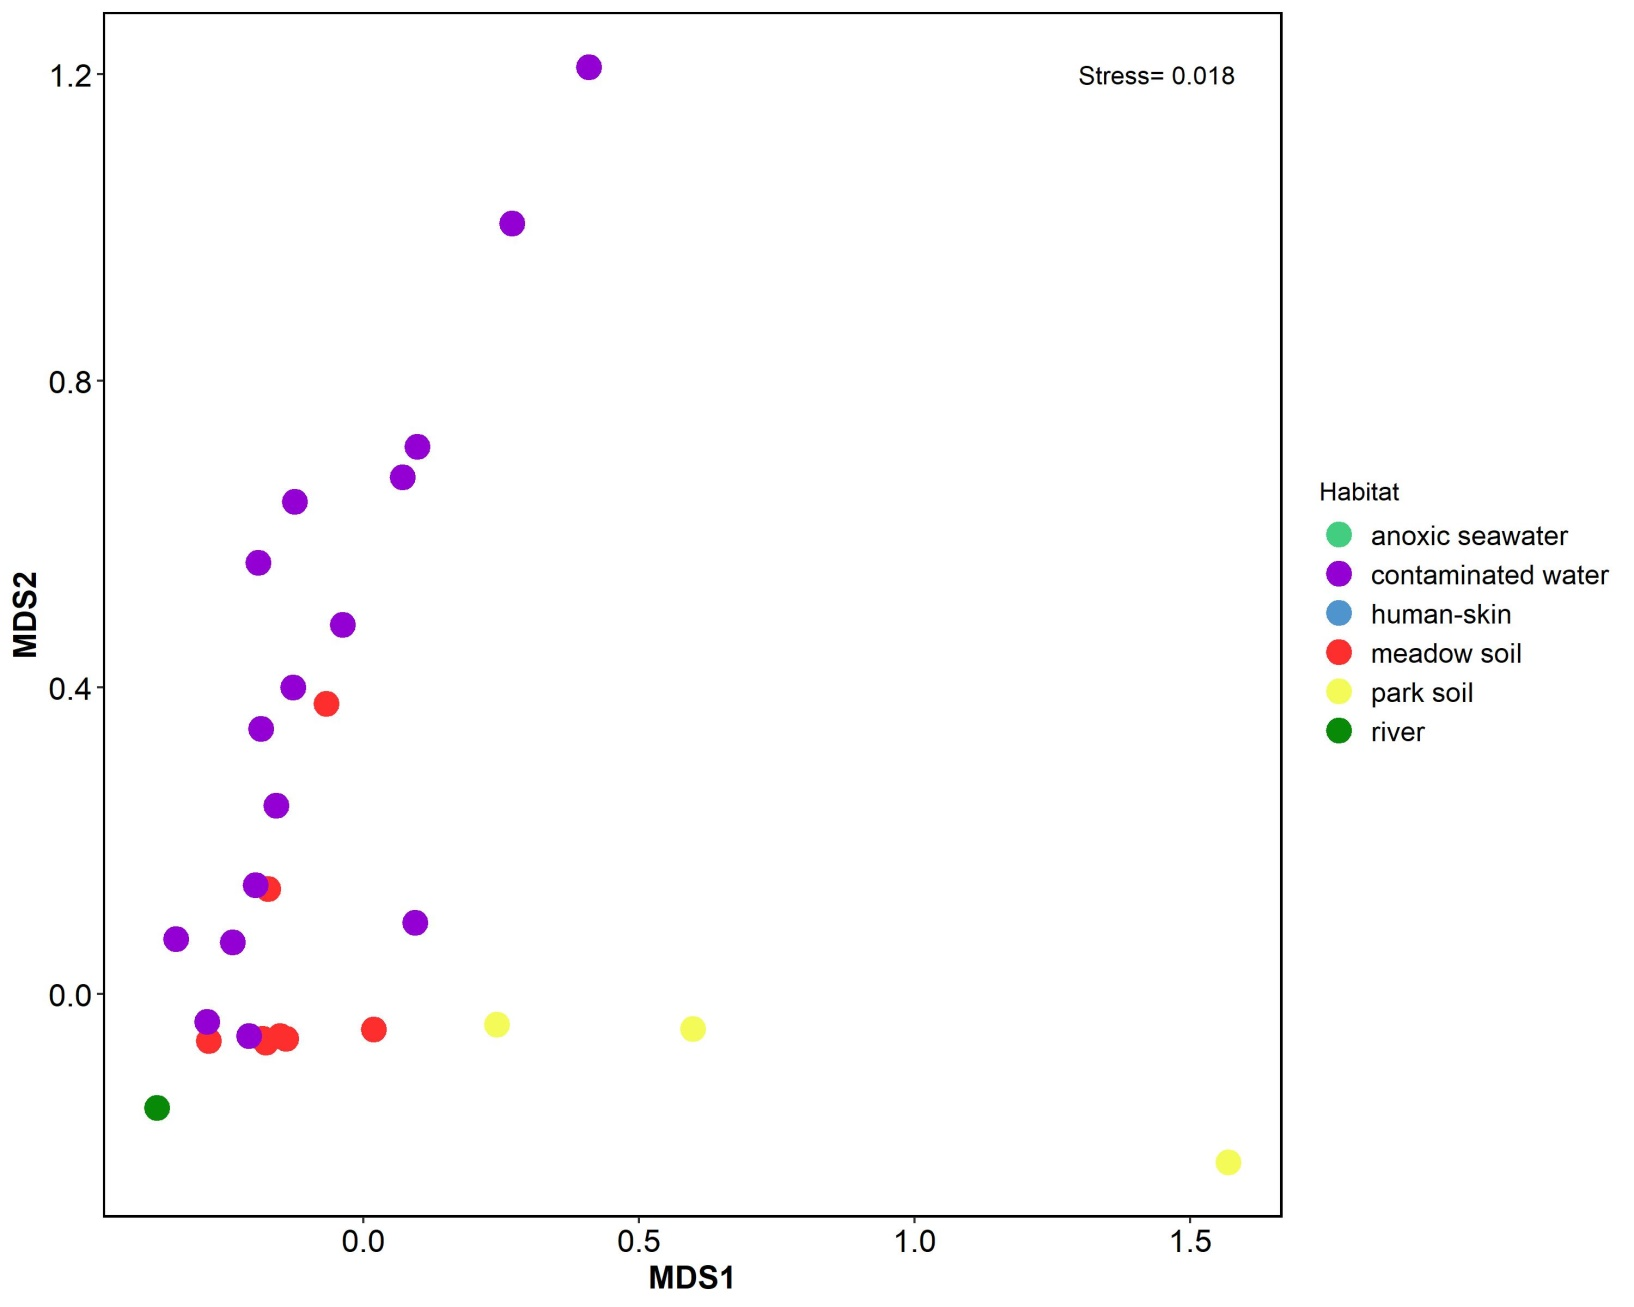 Stress= 0.018
1.2
0.8
0.4
0.0
MDS2
0.0 0.5 1.0 1.5
MDS1
Habitat
anoxic seawater
contaminated water
human-skin
meadow soil
park soil
river